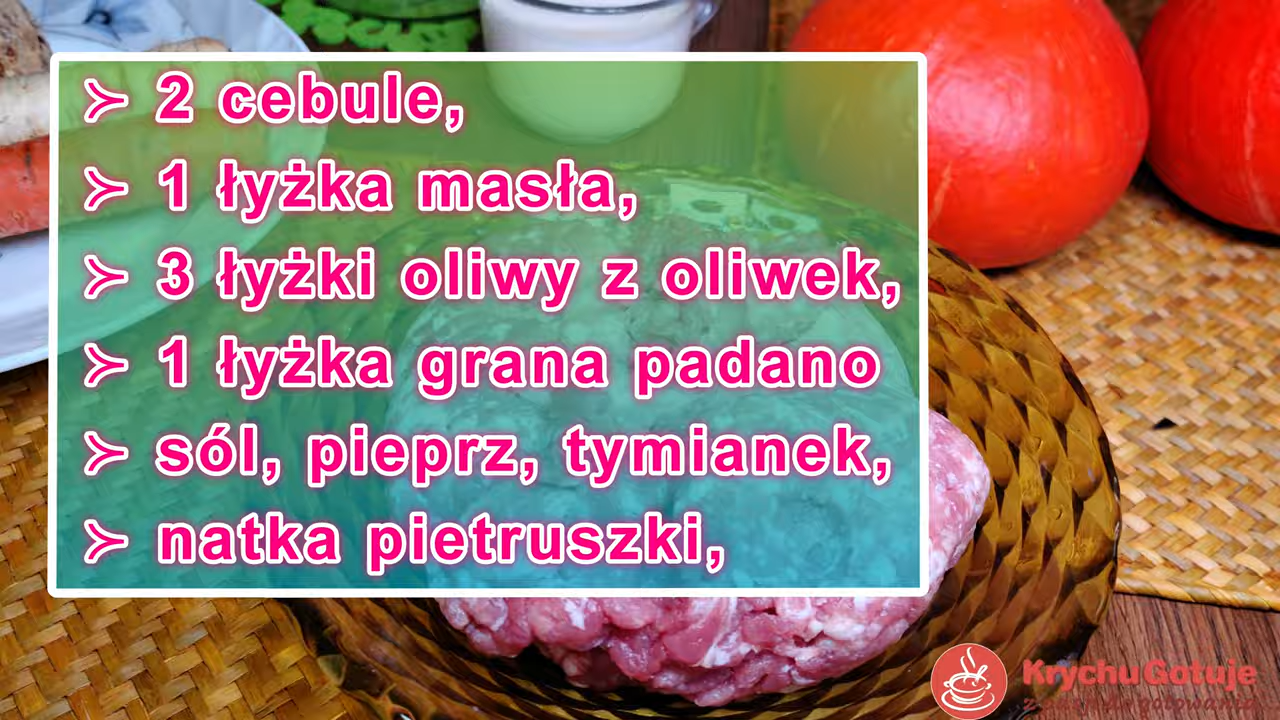 ≻ 2 cebule,
≻ 1 łyżka masła,
≻ 3 łyżki oliwy z oliwek,
≻ 1 łyżka grana padano
≻ sól, pieprz, tymianek,
≻ natka pietruszki,
KrychuGotuje